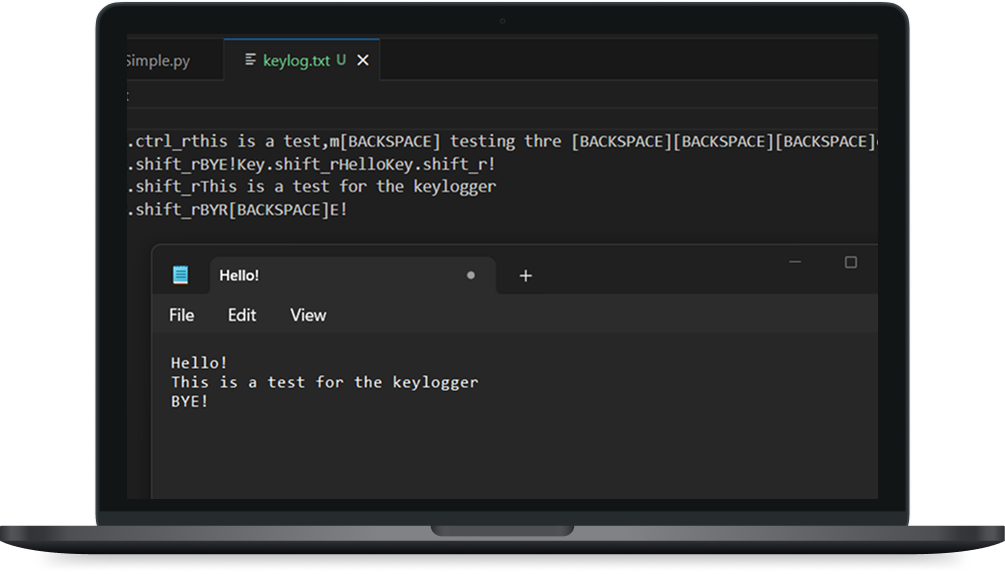 Simple.py
keylog.txt U
.ctrl_rthis is a test,m[BACKSPACE] testing thre [BACKSPACE][BACKSPACE][BACKSPACE]
.shift_rBYE!Key.shift_rHelloKey.shift_r!
.shift_rThis is a test for the keylogger
.shift_rBYR[BACKSPACE]E!
Hello!
File Edit View
Hello!
This is a test for the keylogger
BYE!